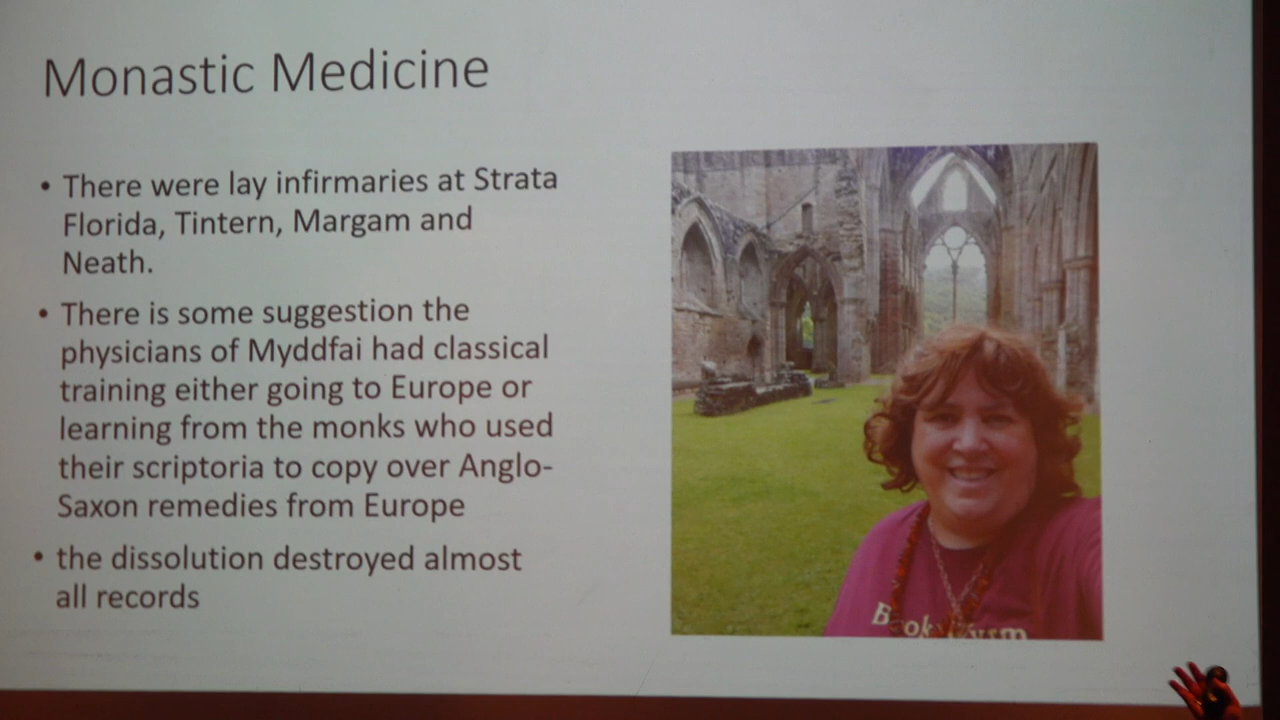 Monastic Medicine
• There were lay infirmaries at Strata
Florida, Tintern, Margam and
Neath.
• There is some suggestion the
physicians of Myddfai had classical
training either going to Europe or
learning from the monks who used
their scriptoria to copy over Anglo-
Saxon remedies from Europe
• the dissolution destroyed almost
all records